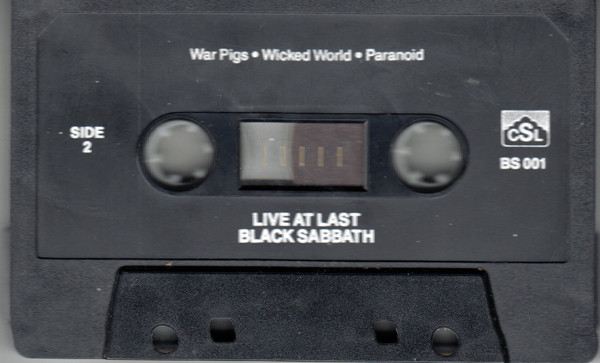 War Pigs • Wicked World • Paranoid
SIDE
2
CSL
BS 001
LIVE AT LAST
BLACK SABBATH